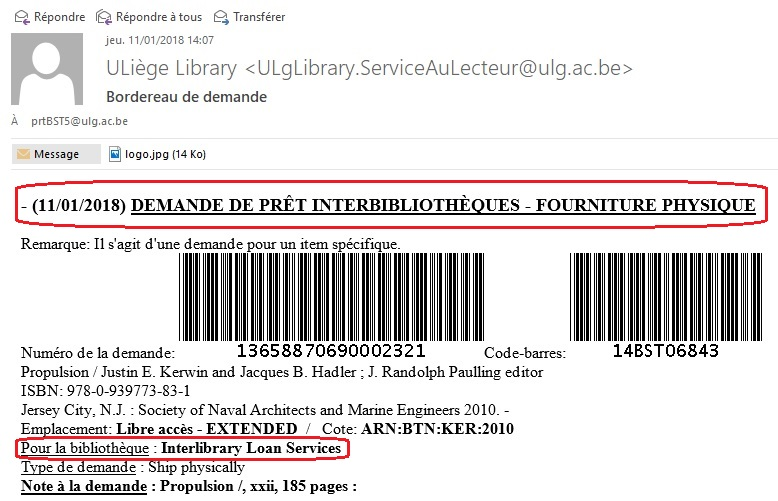 Répondre Répondre à tous Transférer
jeu. 11/01/2018 14:07
ULiège Library <ULgLibrary.ServiceAuLecteur@ulg.ac.be>
Bordereau de demande
À prtBST5@ulg.ac.be
Message logo.jpg (14 Ko)
- (11/01/2018) DEMANDE DE PRÊT INTERBIBLIOTHÈQUES - FOURNITURE PHYSIQUE
Remarque: Il s'agit d'une demande pour un item spécifique.
Numéro de la demande: 13658870690002321 Code-barres: 14BST06843
Propulsion / Justin E. Kerwin and Jacques B. Hadler ; J. Randolph Paulling editor
ISBN: 978-0-939773-83-1
Jersey City, N.J. : Society of Naval Architects and Marine Engineers 2010. -
Emplacement: Libre accès - EXTENDED / Cote: ARN:BTN:KER:2010
Pour la bibliothèque : Interlibrary Loan Services
Type de demande : Ship physically
Note à la demande : Propulsion /, xxii, 185 pages :